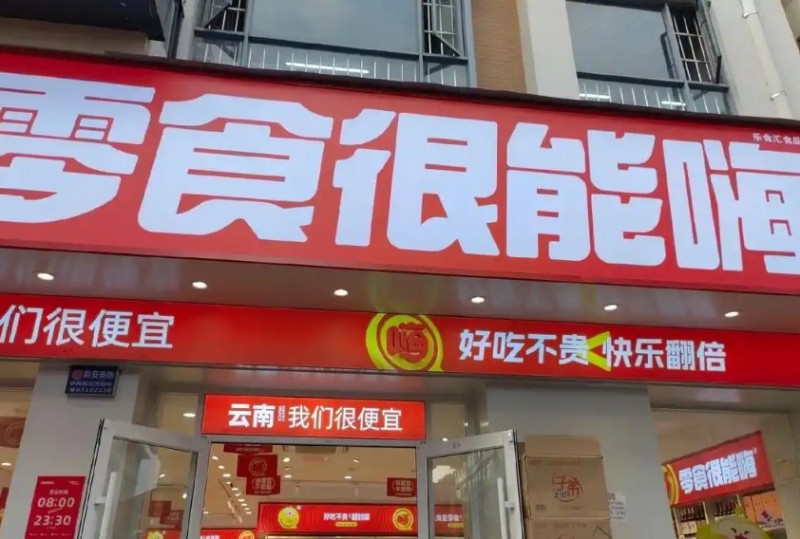 零食很能嗨
乐食汇食品
们很便宜
嗨
好吃不贵 快乐翻倍
云南 我们很便宜
08:00
23:30
子弟
零食很能嗨
好吃不贵